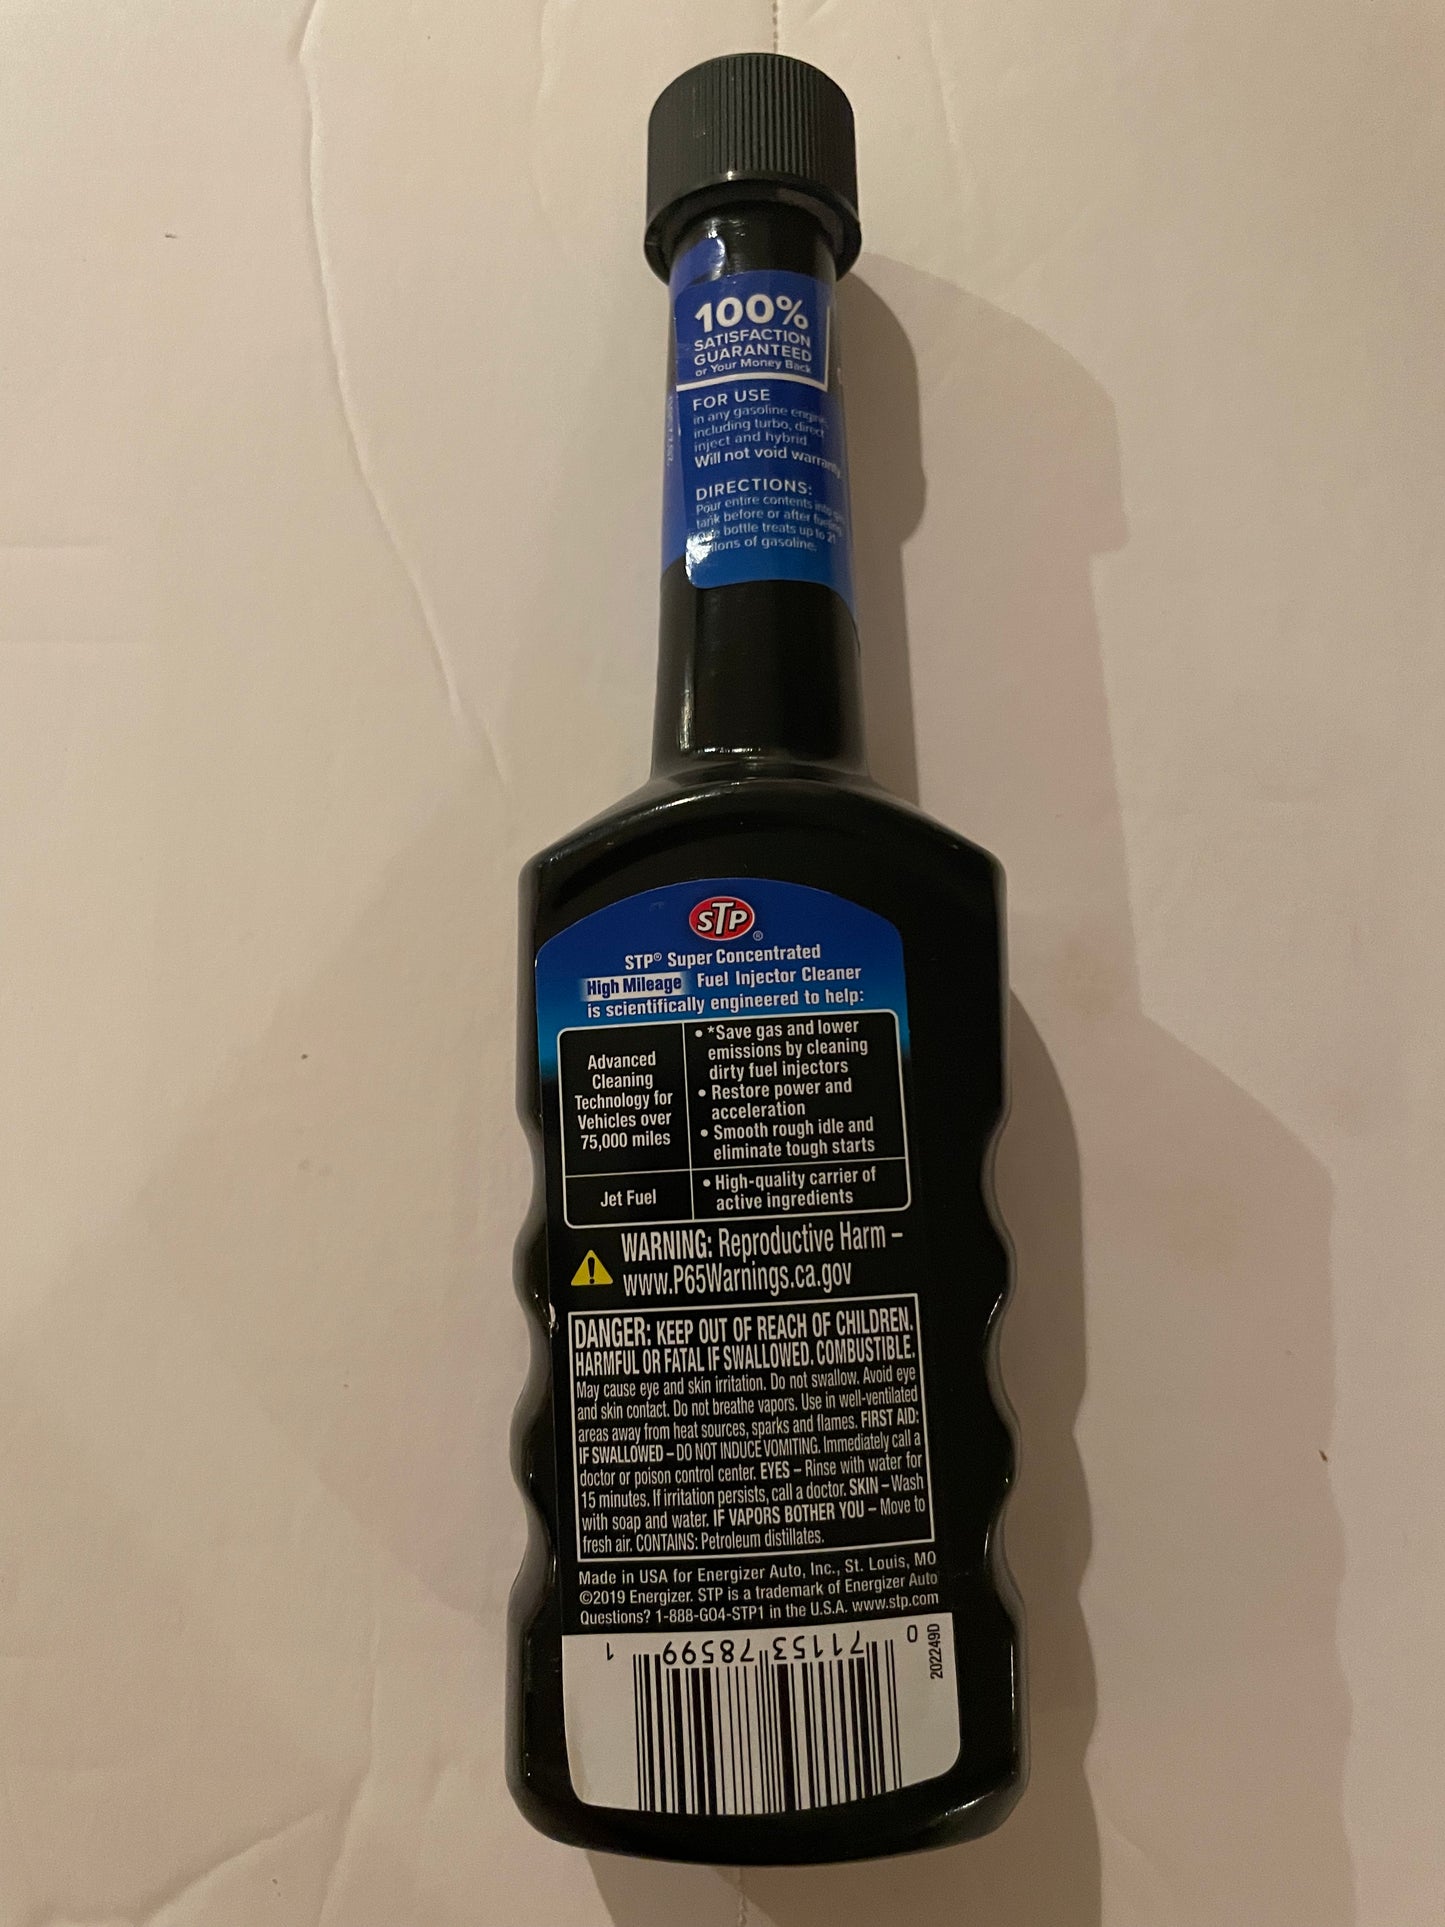 100%
SATISFACTION
GUARANTEED
or Your Money Back
FOR USE
in any gasoline engine
including turbo, direct
inject and hybrid.
Will not void warranty.
DIRECTIONS:
Pour entire contents into
tank before or after fueling
bottle treats up to 21
gallons of gasoline.
STP®
STP® Super Concentrated
High Mileage Fuel Injector Cleaner
is scientifically engineered to help:
Advanced
Cleaning
Technology for
Vehicles over
75,000 miles
• *Save gas and lower
emissions by cleaning
dirty fuel injectors
• Restore power and
acceleration
• Smooth rough idle and
eliminate tough starts
Jet Fuel
• High-quality carrier of
active ingredients
WARNING: Reproductive Harm –
www.P65Warnings.ca.gov
DANGER: KEEP OUT OF REACH OF CHILDREN.
HARMFUL OR FATAL IF SWALLOWED. COMBUSTIBLE.
May cause eye and skin irritation. Do not swallow. Avoid eye
and skin contact. Do not breathe vapors. Use in well-ventilated
areas away from heat sources, sparks and flames. FIRST AID:
IF SWALLOWED – DO NOT INDUCE VOMITING. Immediately call a
doctor or poison control center. EYES – Rinse with water for
15 minutes. If irritation persists, call a doctor. SKIN – Wash
with soap and water. IF VAPORS BOTHER YOU – Move to
fresh air. CONTAINS: Petroleum distillates.
Made in USA for Energizer Auto, Inc., St. Louis, MO
©2019 Energizer. STP is a trademark of Energizer Auto
Questions? 1-888-GO4-STP1 in the U.S.A. www.stp.com
0 71153 78599 1
202249D